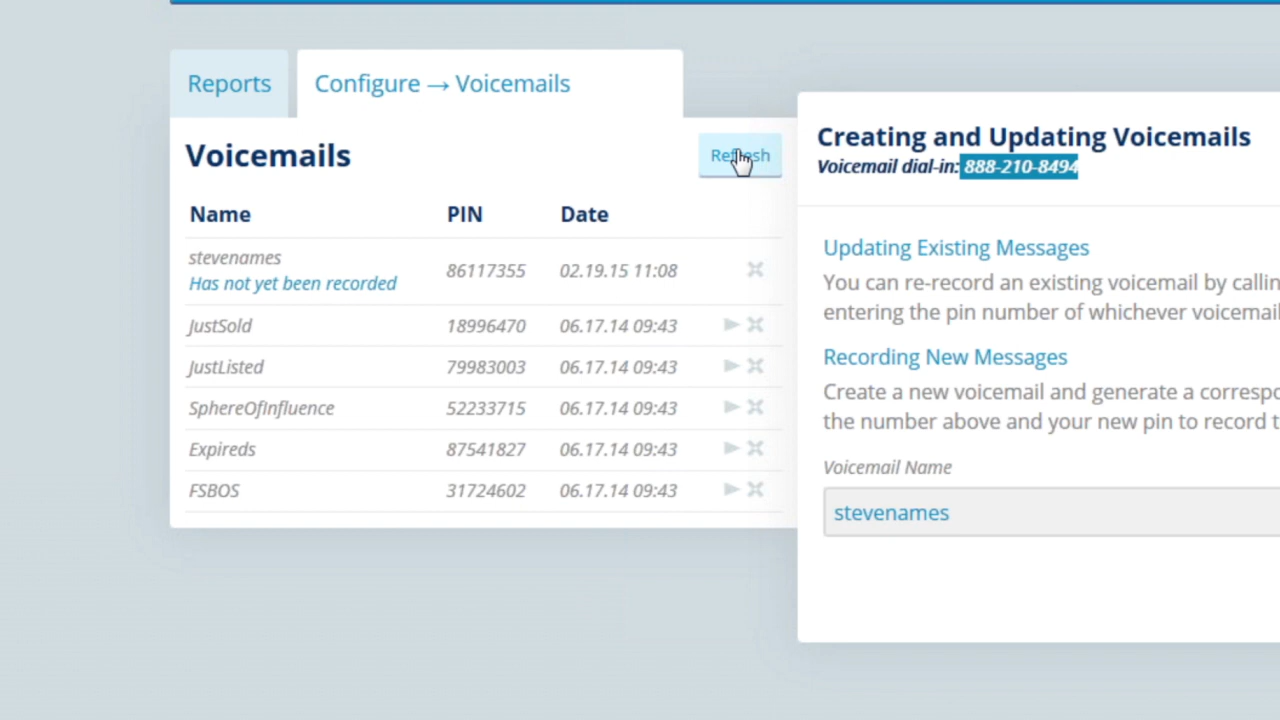 Reports
Configure → Voicemails
Voicemails
Refresh
Name PIN Date
stevenames
Has not yet been recorded
86117355 02.19.15 11:08
JustSold 18996470 06.17.14 09:43
JustListed 79983003 06.17.14 09:43
SphereOfInfluence 52233715 06.17.14 09:43
Expireds 87541827 06.17.14 09:43
FSBOS 31724602 06.17.14 09:43
Creating and Updating Voicemails
Voicemail dial-in: 888-210-8494
Updating Existing Messages
You can re-record an existing voicemail by callin
entering the pin number of whichever voicemail
Recording New Messages
Create a new voicemail and generate a correspo
the number above and your new pin to record t
Voicemail Name
stevenames